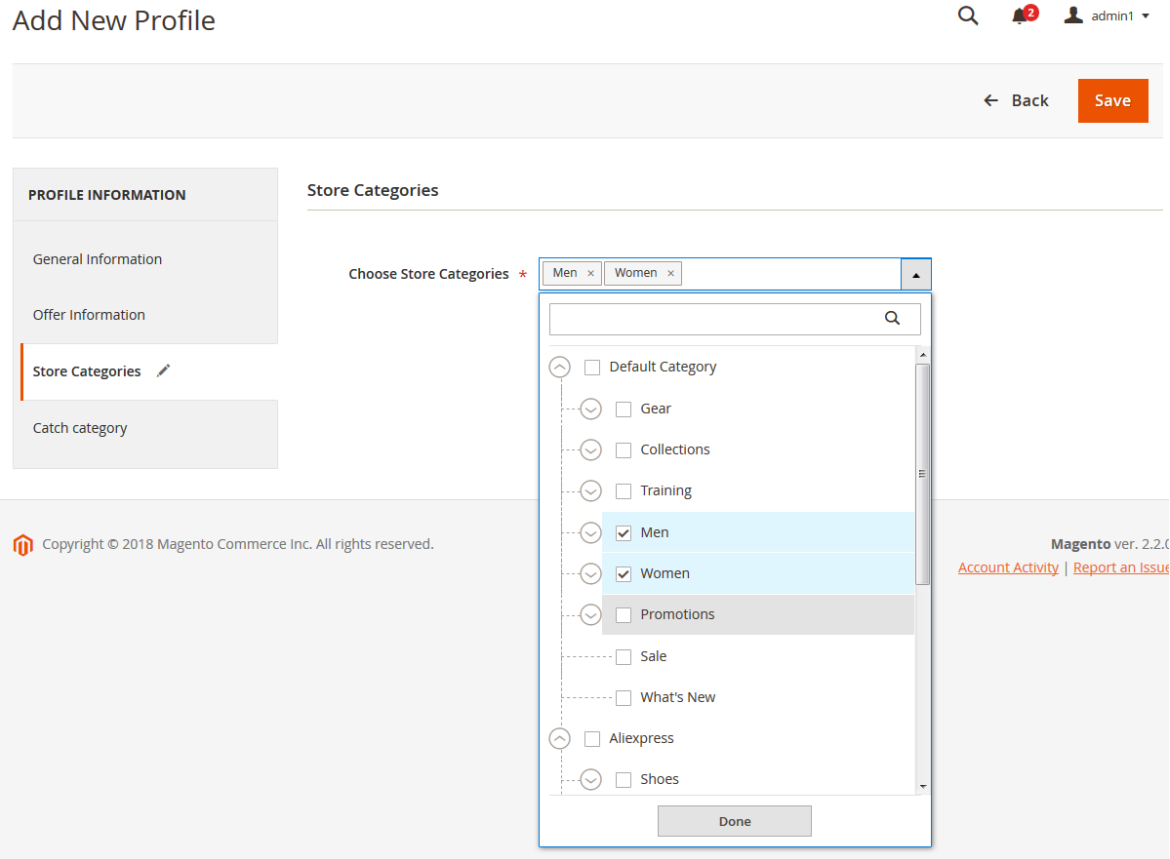 Add New Profile
2
admin1
Back
Save
PROFILE INFORMATION
General Information
Offer Information
Store Categories
Catch category
Store Categories
Choose Store Categories *
Men × Women ×
Default Category
Gear
Collections
Training
Men
Women
Promotions
Sale
What's New
Aliexpress
Shoes
Done
Copyright © 2018 Magento Commerce Inc. All rights reserved.
Magento ver. 2.2.0
Account Activity | Report an Issue